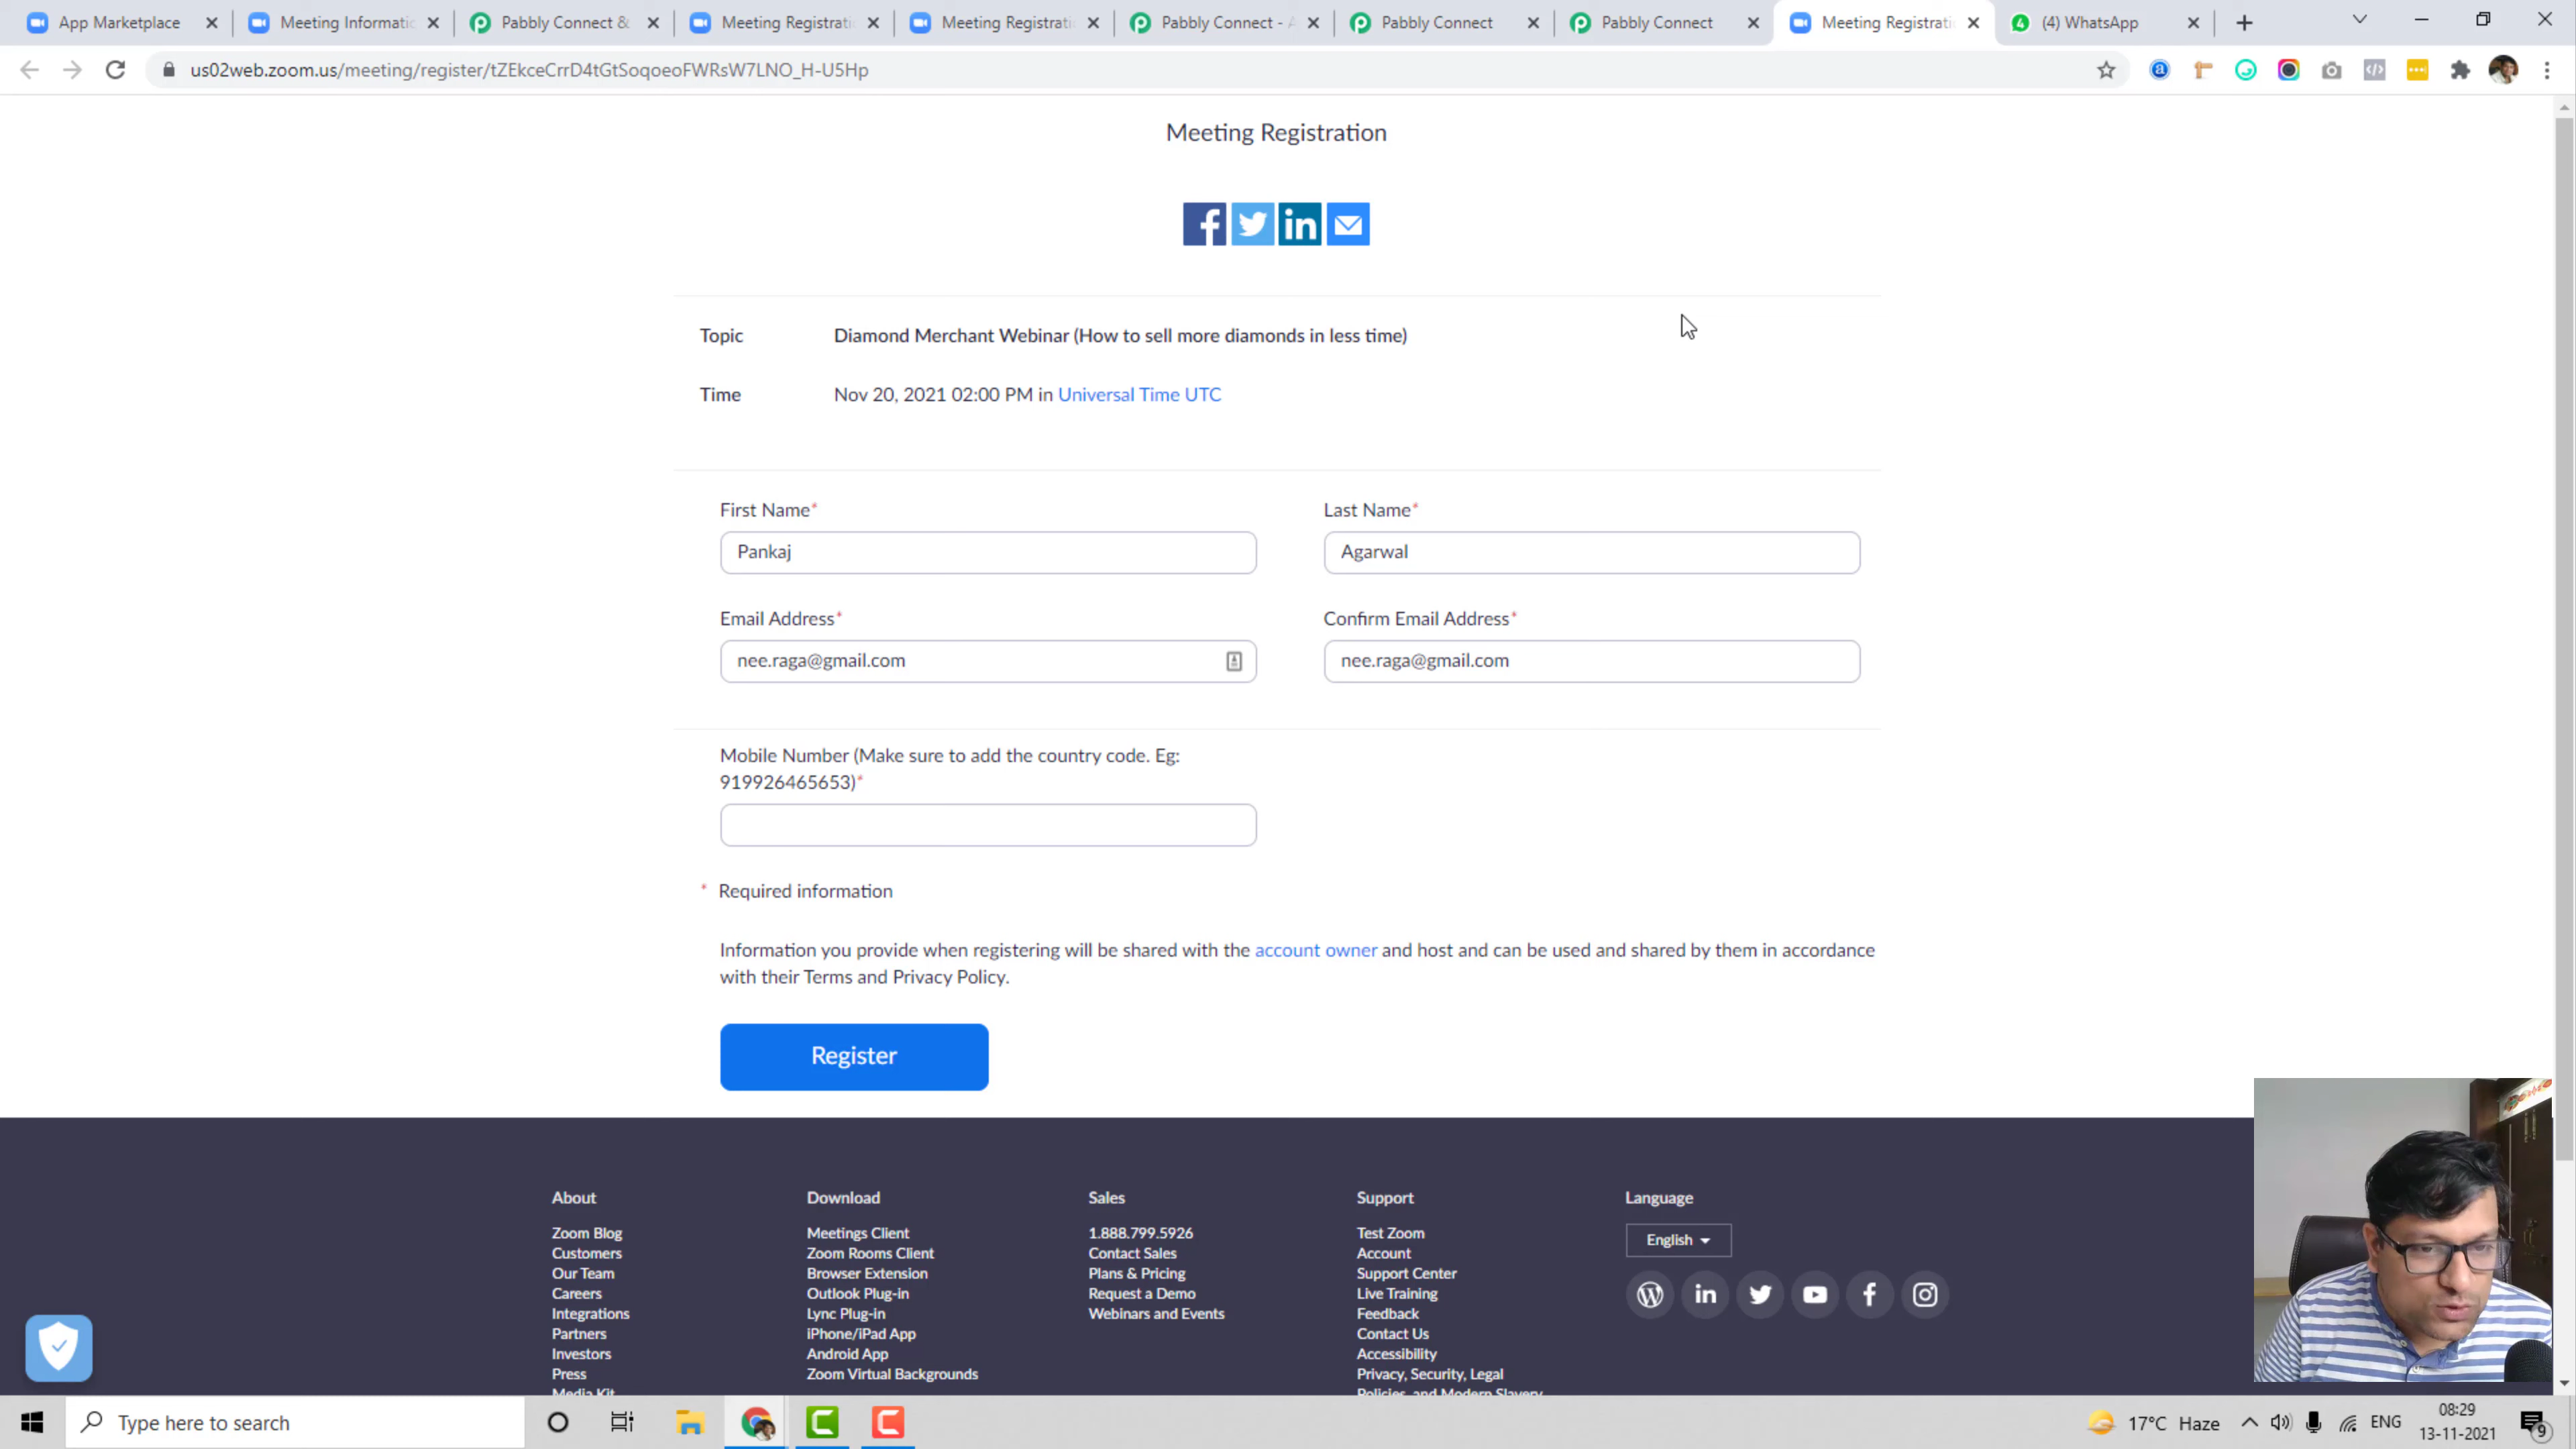 App Marketplace
Meeting Informatic
Pabbly Connect &
Meeting Registrati
Meeting Registrati
Pabbly Connect - A
Pabbly Connect
Pabbly Connect
Meeting Registrati
(4) WhatsApp
us02web.zoom.us/meeting/register/tZEkceCrrD4tGtSoqoeoFWRsW7LNO_H-U5Hp
Meeting Registration
Topic
Diamond Merchant Webinar (How to sell more diamonds in less time)
Time
Nov 20, 2021 02:00 PM in Universal Time UTC
First Name*
Last Name*
Pankaj
Agarwal
Email Address*
Confirm Email Address*
nee.raga@gmail.com
nee.raga@gmail.com
Mobile Number (Make sure to add the country code. Eg:
919926465653)*
* Required information
Information you provide when registering will be shared with the account owner and host and can be used and shared by them in accordance
with their Terms and Privacy Policy.
Register
About
Zoom Blog
Customers
Our Team
Careers
Integrations
Partners
Investors
Press
Media Kit
Download
Meetings Client
Zoom Rooms Client
Browser Extension
Outlook Plug-in
Lync Plug-in
iPhone/iPad App
Android App
Zoom Virtual Backgrounds
Sales
1.888.799.5926
Contact Sales
Plans & Pricing
Request a Demo
Webinars and Events
Support
Test Zoom
Account
Support Center
Live Training
Feedback
Contact Us
Accessibility
Privacy, Security, Legal
Policies, and Modern Slavery
Language
English
Type here to search
17°C Haze
ENG
08:29
13-11-2021
9